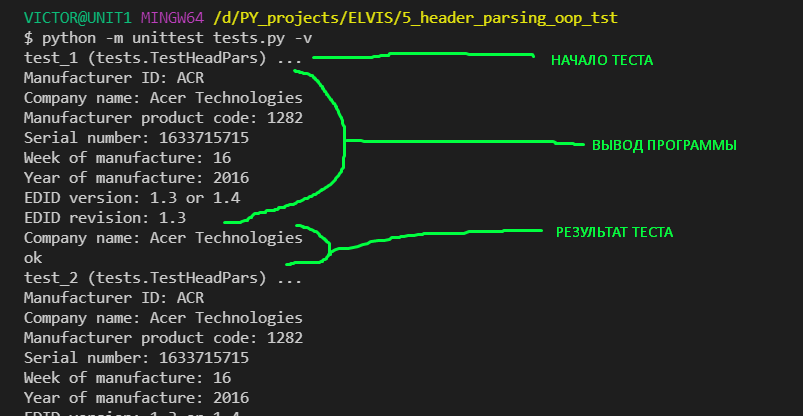 VICTOR@UNIT1 MINGW64 /d/PY_projects/ELVIS/5_header_parsing_oop_tst
$ python -m unittest tests.py -v
test_1 (tests.TestHeadPars) ...
НАЧАЛО ТЕСТА
Manufacturer ID: ACR
Company name: Acer Technologies
Manufacturer product code: 1282
Serial number: 1633715715
ВЫВОД ПРОГРАММЫ
Week of manufacture: 16
Year of manufacture: 2016
EDID version: 1.3 or 1.4
EDID revision: 1.3
Company name: Acer Technologies
РЕЗУЛЬТАТ ТЕСТА
ok
test_2 (tests.TestHeadPars) ...
Manufacturer ID: ACR
Company name: Acer Technologies
Manufacturer product code: 1282
Serial number: 1633715715
Week of manufacture: 16
Year of manufacture: 2016
EDID version: 1.3 or 1.4